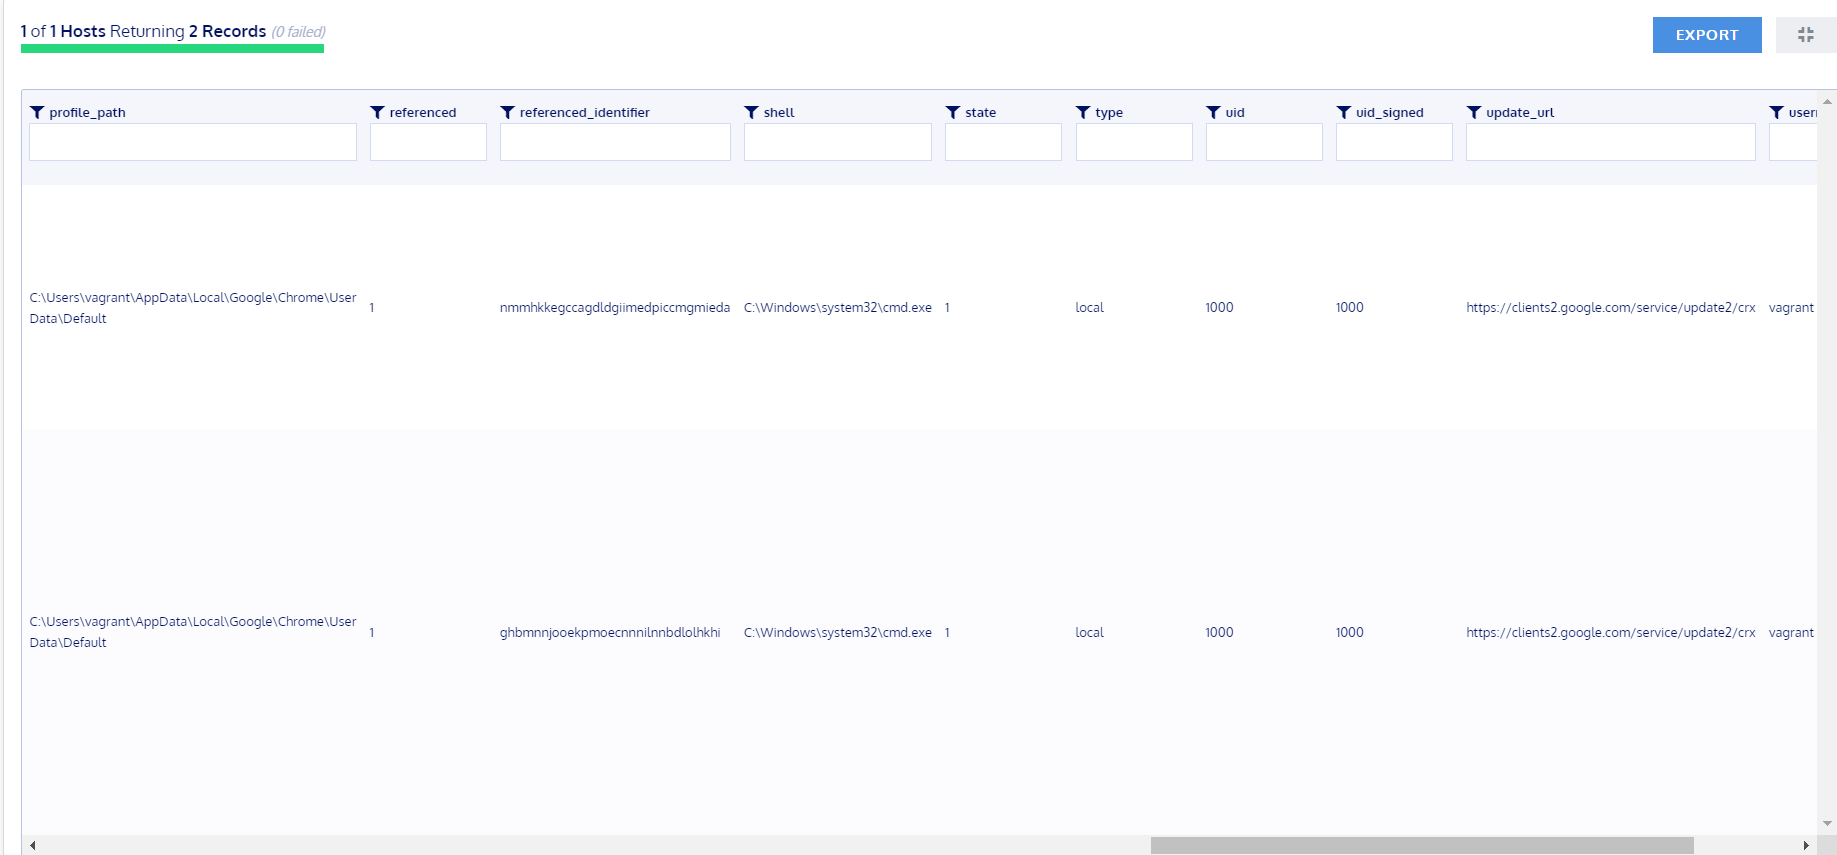 1 of 1 Hosts Returning 2 Records (0 failed)
EXPORT
profile_path referenced referenced_identifier shell state type uid uid_signed update_url
C:\Users\vagrant\AppData\Local\Google\Chrome\User
Data\Default
1 nmmhkkegccagdldgiimedpiccmgmieda C:\Windows\system32\cmd.exe 1 local 1000 1000 https://clients2.google.com/service/update2/crx vagrant
C:\Users\vagrant\AppData\Local\Google\Chrome\User
Data\Default
1 ghbmnnjooekpmoecnnnilnnbdlolhkhi C:\Windows\system32\cmd.exe 1 local 1000 1000 https://clients2.google.com/service/update2/crx vagrant